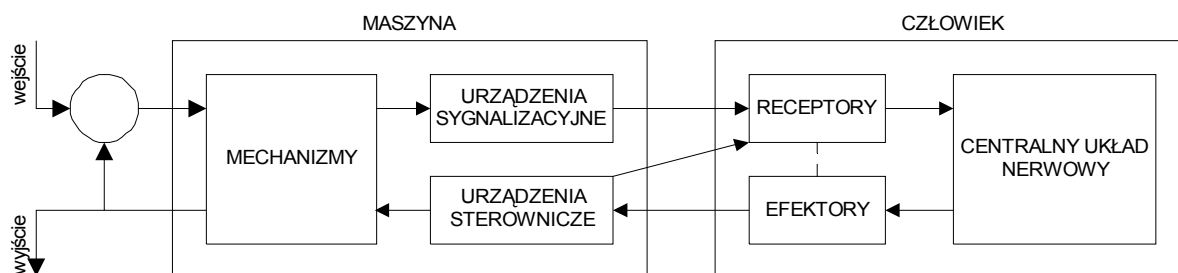 MASZYNA
CZŁOWIEK
wejście
URZĄDZENIA
SYGNALIZACYJNE
RECEPTORY
MECHANIZMY
CENTRALNY UKŁAD
NERWOWY
URZĄDZENIA
STEROWNICZE
EFEKTORY
wyjście